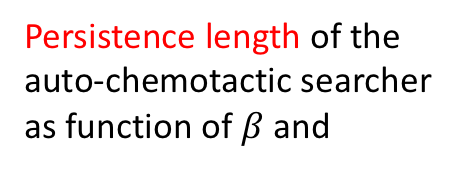 Persistence length of the
auto-chemotactic searcher
as function of 𝛽 and